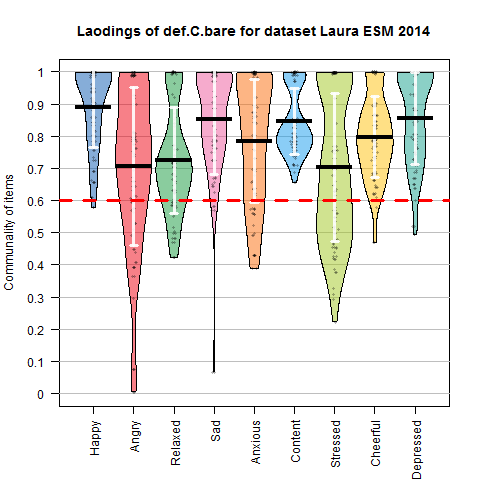 Laodings of def.C.bare for dataset Laura ESM 2014
Communality of items
1
0.9
0.8
0.7
0.6
0.5
0.4
0.3
0.2
0.1
0
Happy
Angry
Relaxed
Sad
Anxious
Content
Stressed
Cheerful
Depressed